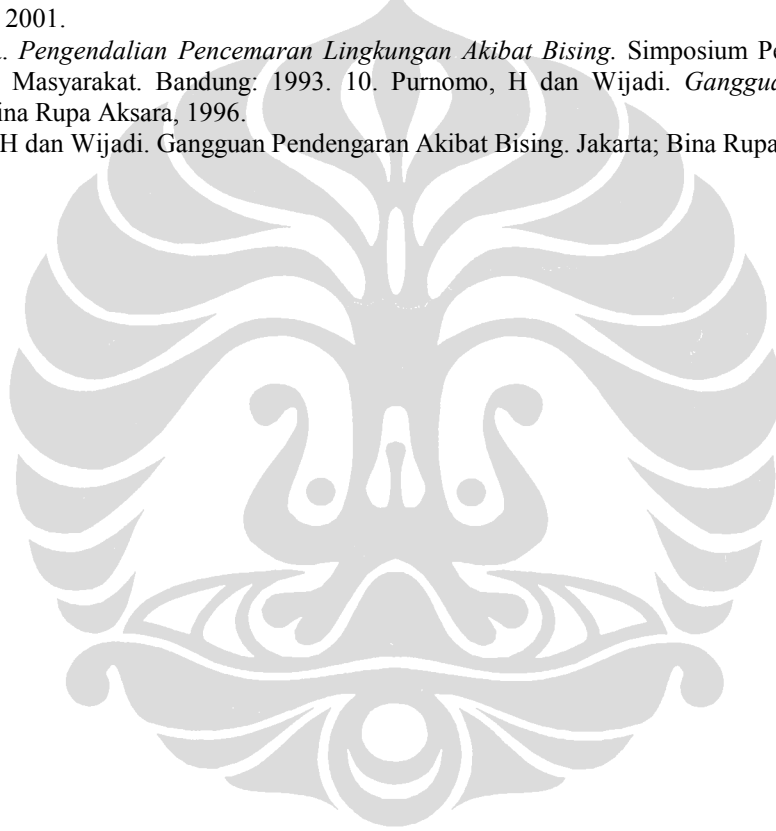 2001.
. Pengendalian Pencemaran Lingkungan Akibat Bising. Simposium Pe
Masyarakat. Bandung: 1993. 10. Purnomo, H dan Wijadi. Ganggua
ina Rupa Aksara, 1996.
H dan Wijadi. Gangguan Pendengaran Akibat Bising. Jakarta; Bina Rupa